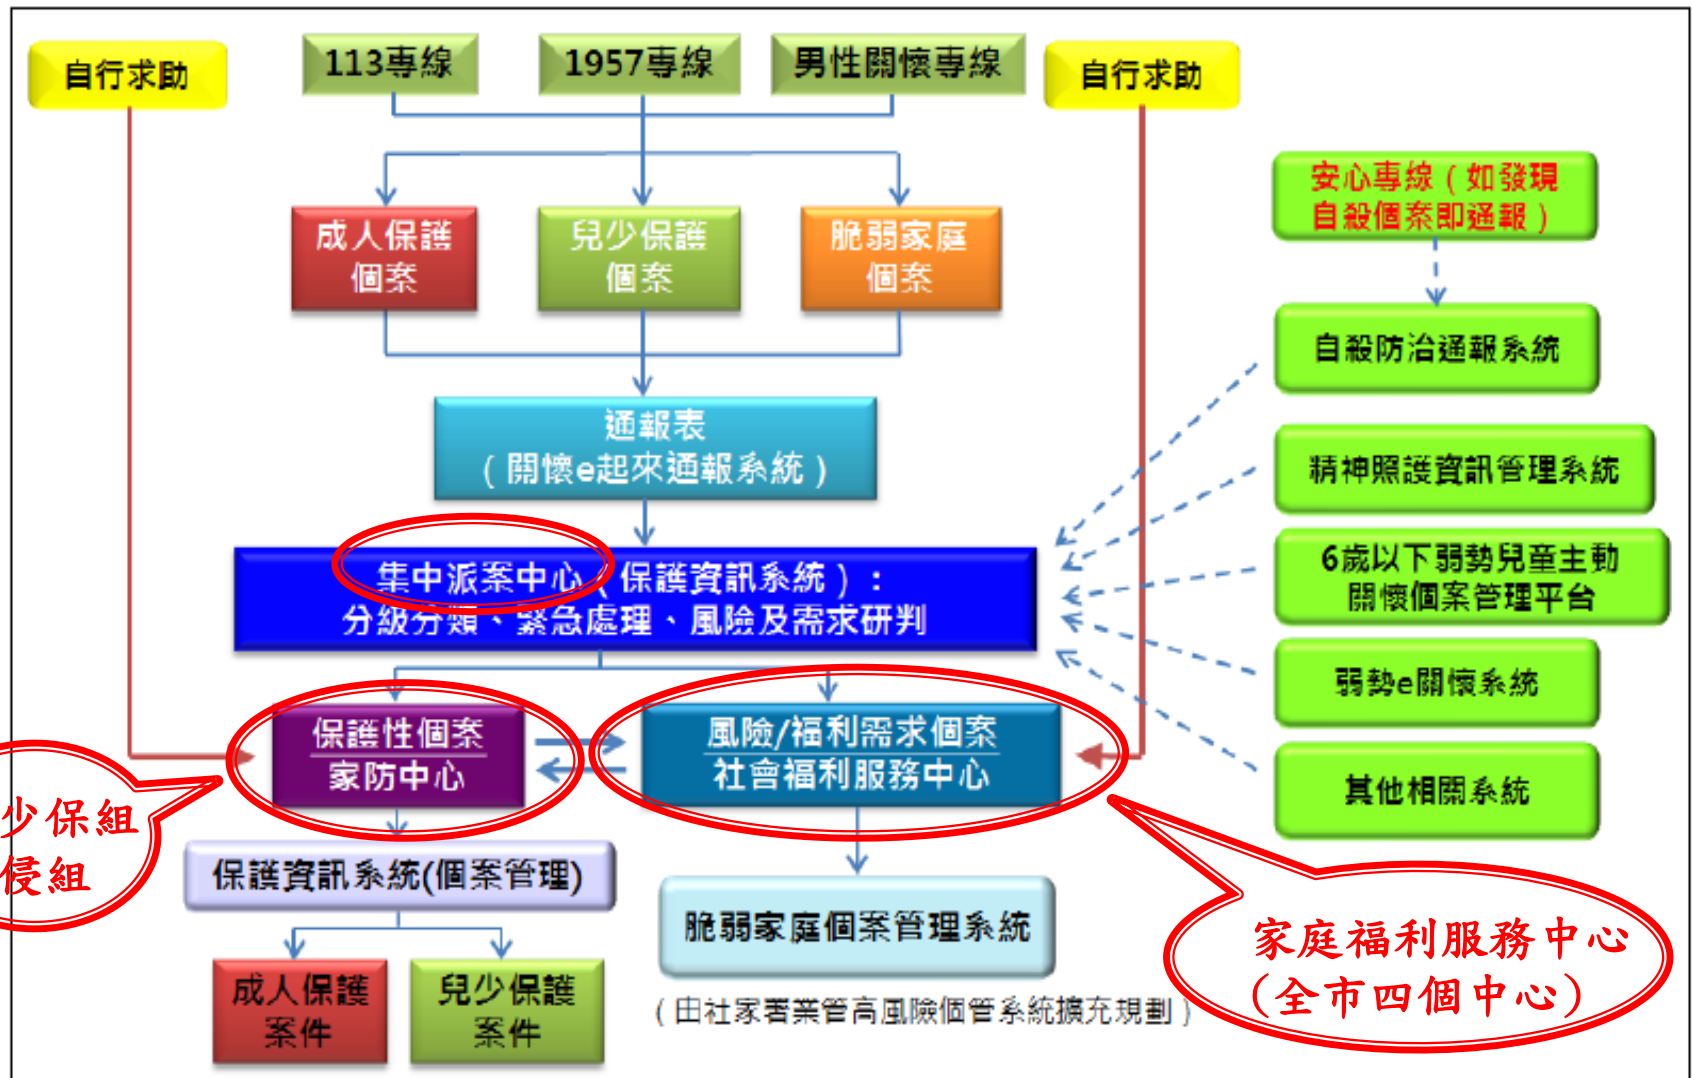 自行求助
113專線
1957專線
男性關懷專線
自行求助
安心專線（如發現
自殺個案即通報）
成人保護
個案
兒少保護
個案
脆弱家庭
個案
自殺防治通報系統
通報表
（關懷e起來通報系統）
精神照護資訊管理系統
集中派案中心（保護資訊系統）：
分級分類、緊急處理、風險及需求研判
6歲以下弱勢兒童主動
關懷個案管理平台
弱勢e關懷系統
保護性個案
家防中心
風險/福利需求個案
社會福利服務中心
其他相關系統
少保組
侵組
保護資訊系統(個案管理)
脆弱家庭個案管理系統
家庭福利服務中心
(全市四個中心)
成人保護
案件
兒少保護
案件
（由社家署業管高風險個管系統擴充規劃）